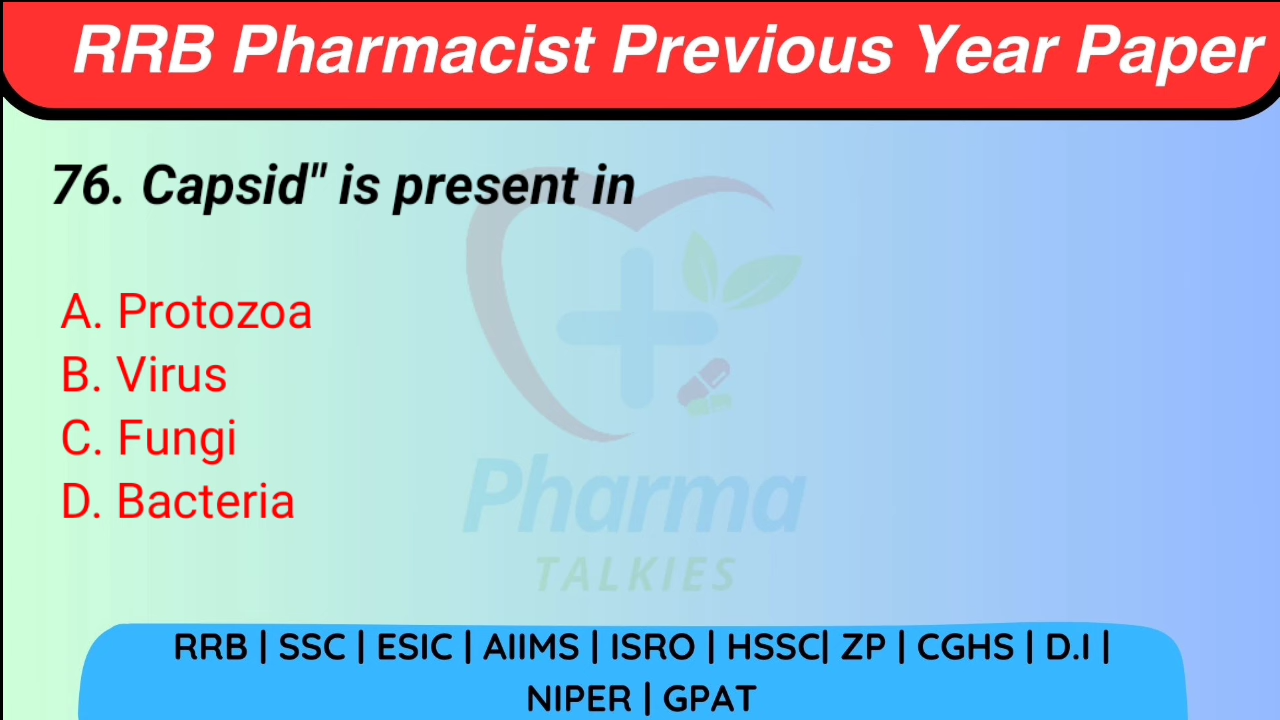 RRB Pharmacist Previous Year Paper
76. Capsid" is present in
A. Protozoa
B. Virus
C. Fungi
D. Bacteria
Pharma
TALKIES
RRB | SSC | ESIC | AIIMS | ISRO | HSSC| ZP | CGHS | D.I |
NIPER | GPAT